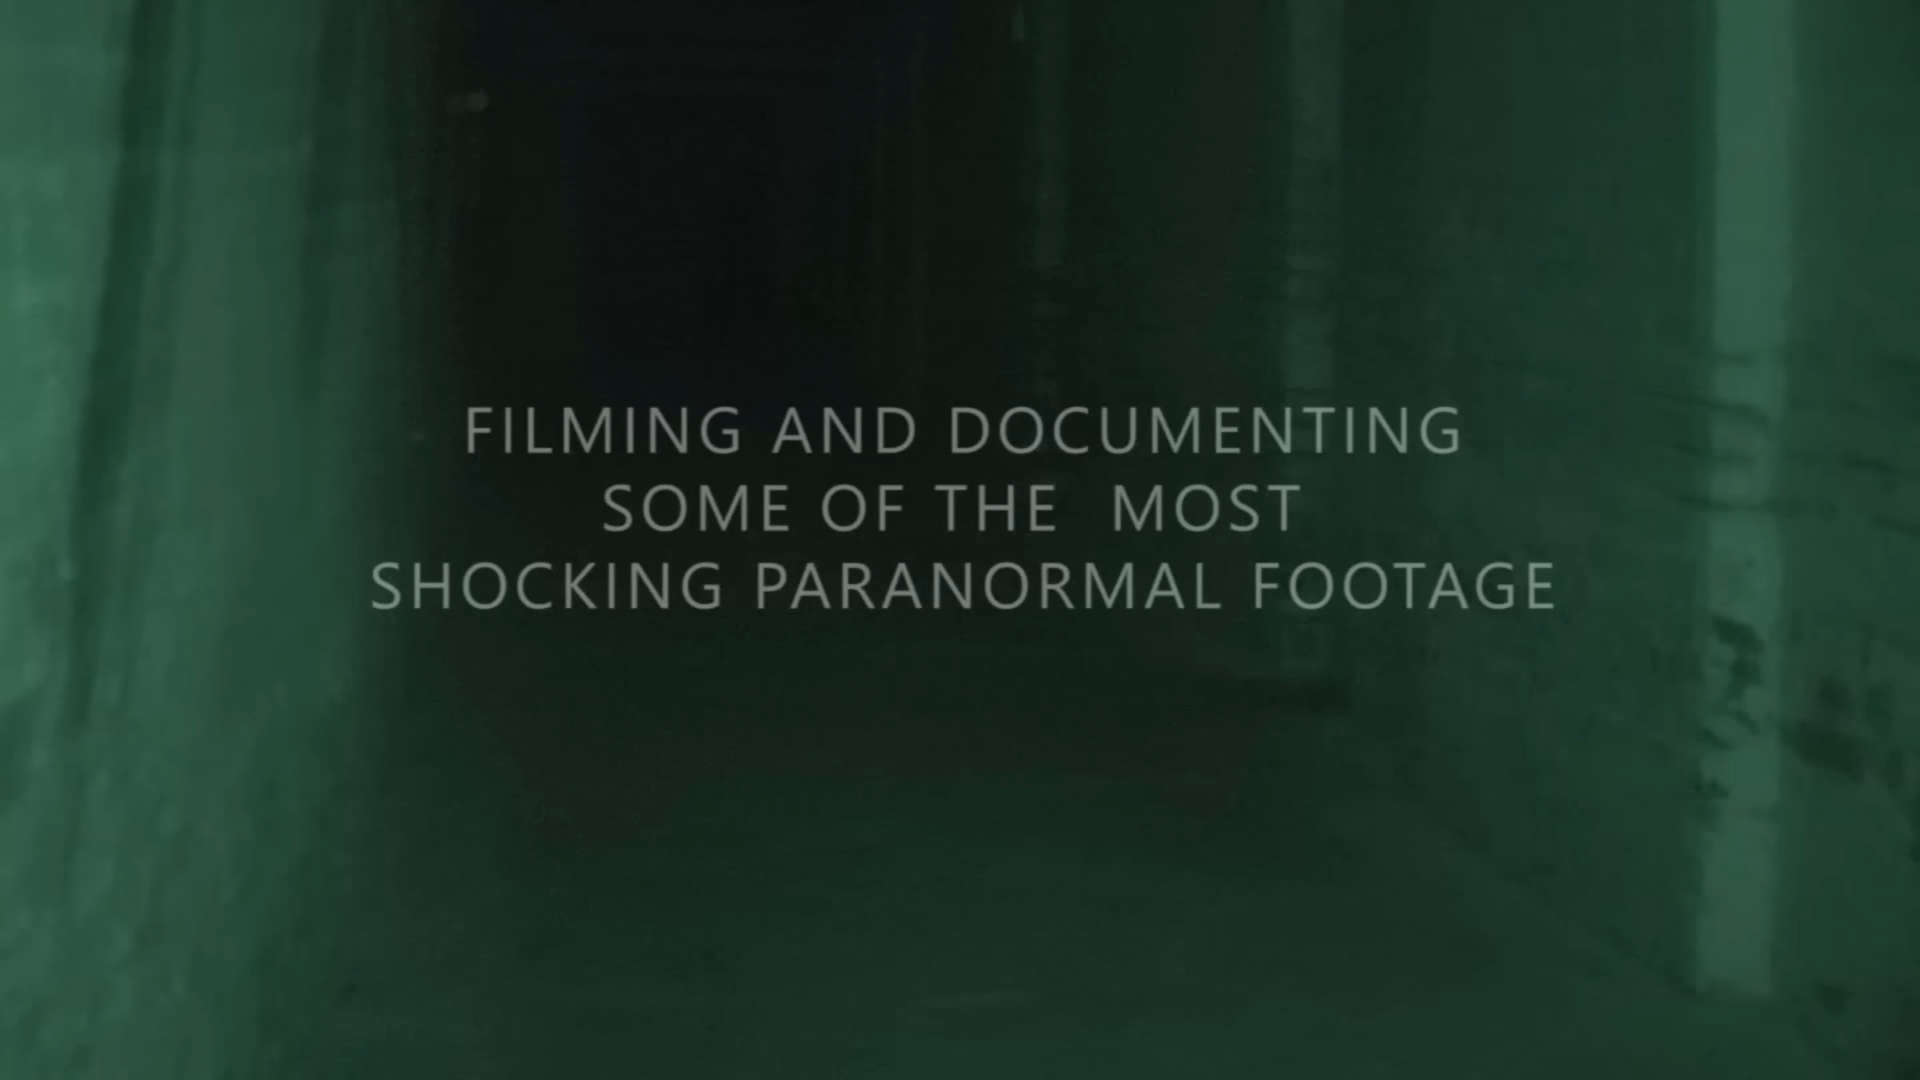 FILMING AND DOCUMENTING
SOME OF THE  MOST
SHOCKING PARANORMAL FOOTAGE